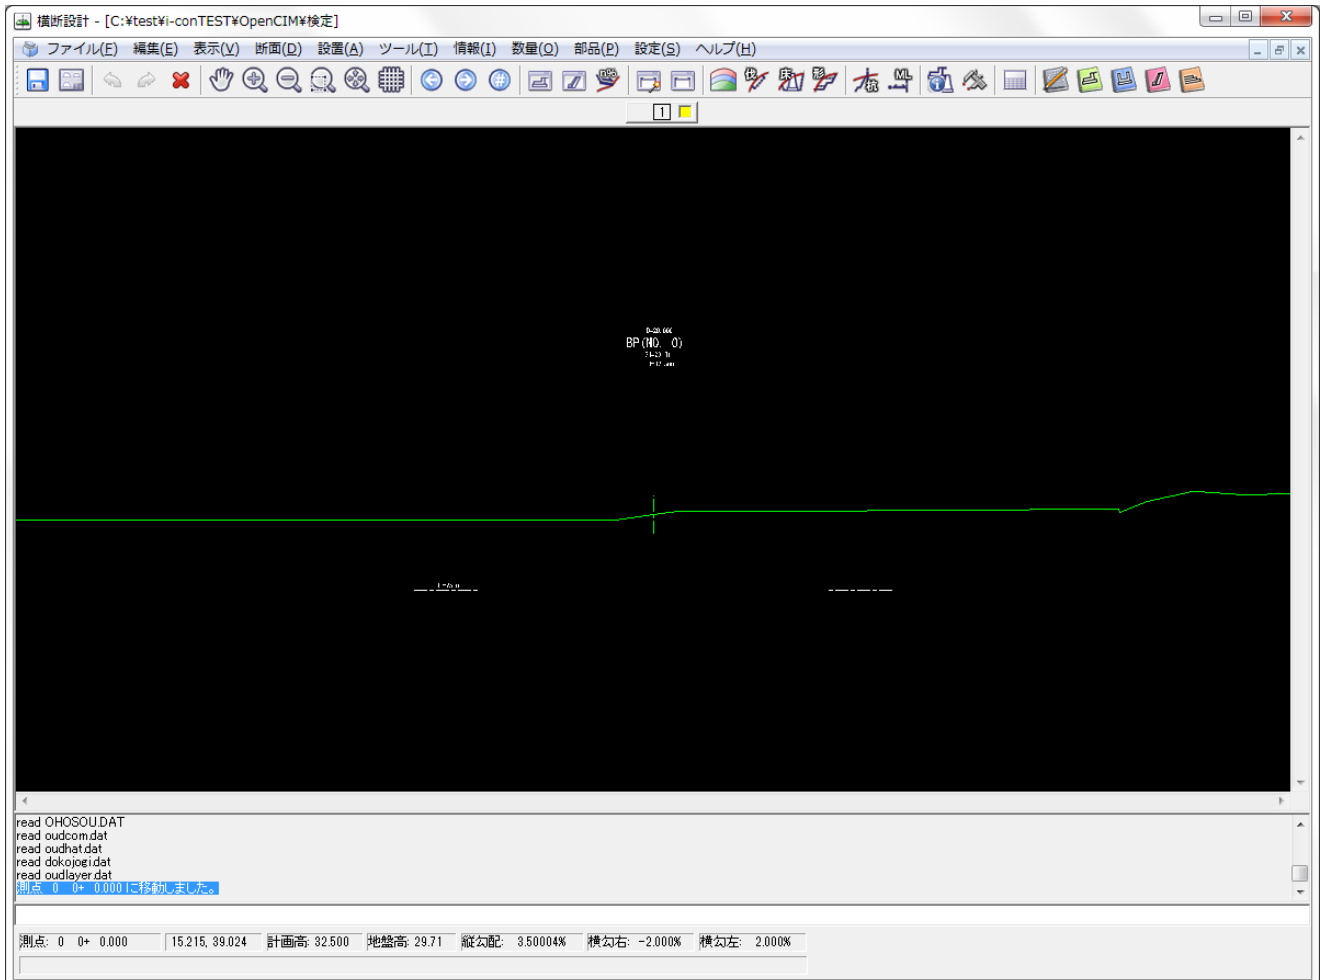 横断設計 - [C:¥test¥i-conTEST¥OpenCIM¥検定]
ファイル(F) 編集(E) 表示(V) 断面(D) 設置(A) ツール(T) 情報(I) 数量(Q) 部品(P) 設定(S) ヘルプ(H)
1
BP(NO. 0)
read OHOSOU.DAT
read oudcom.dat
read oudhat.dat
read dokojogi.dat
read oudlayer.dat
測点 0 0+ 0.000 に移動しました。
測点: 0 0+ 0.000 15.215, 39.024 計画高: 32.500 地盤高: 29.71 縦勾配: 3.50004% 横勾右: -2.000% 横勾左: 2.000%